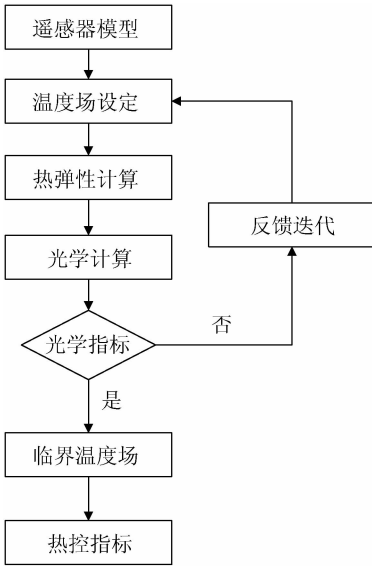 遥感器模型
温度场设定
热弹性计算
反馈迭代
光学计算
否
光学指标
是
临界温度场
热控指标